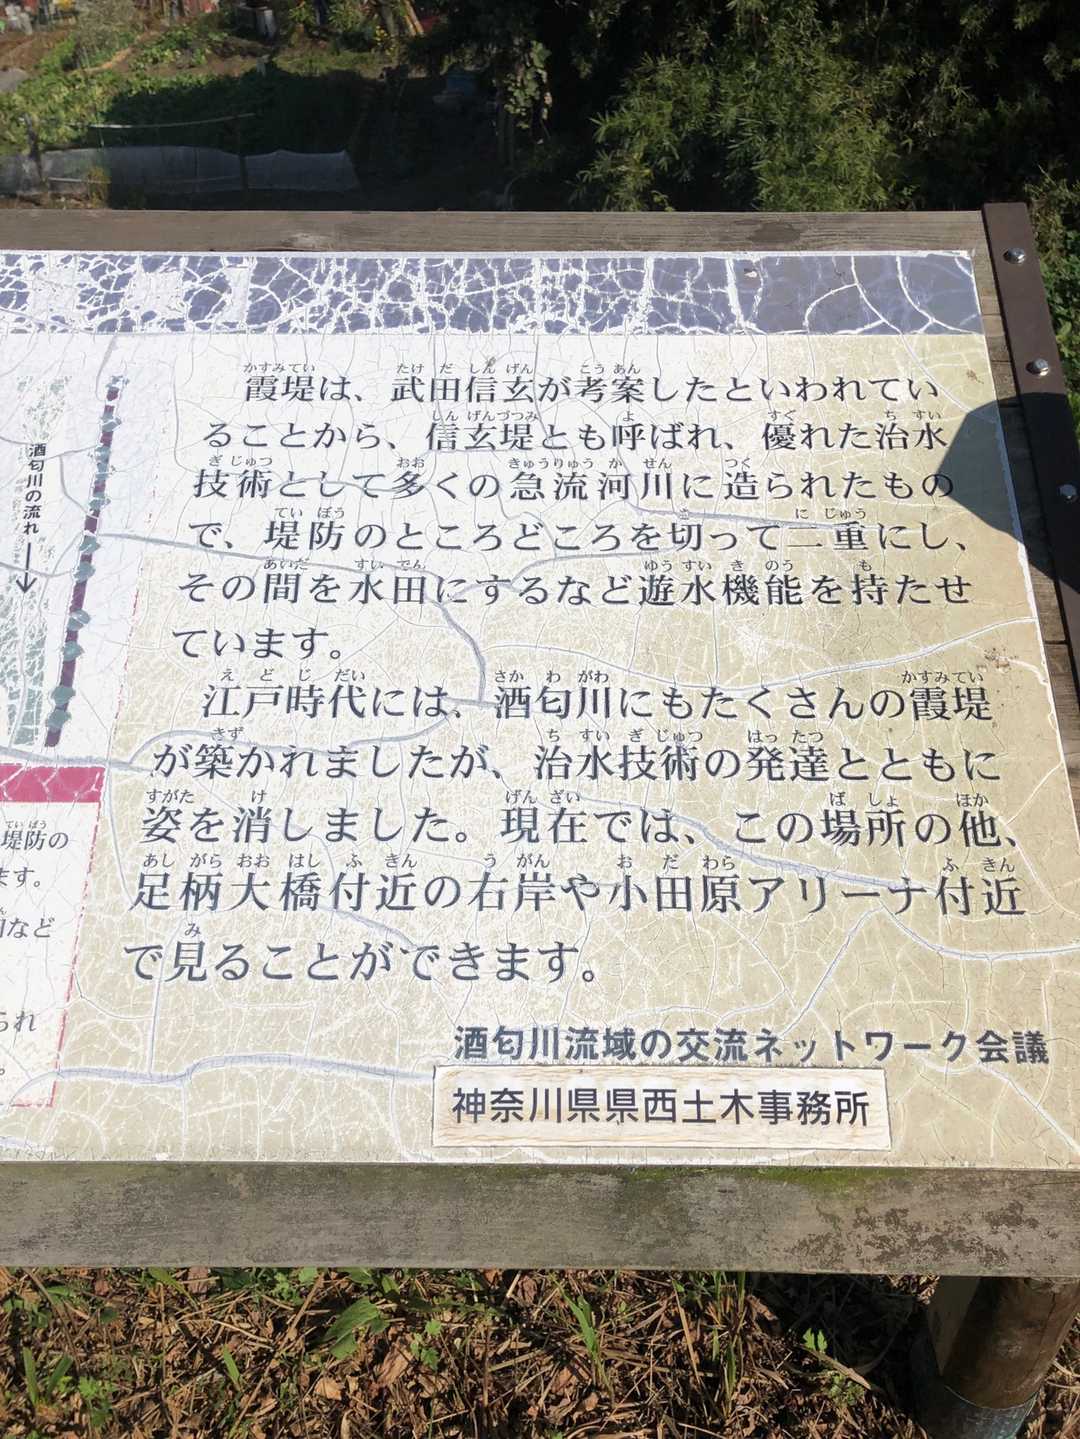 酒匂川の流れ
堤防の
ます。
など
られ
。
霞堤は、武田信玄が考案したといわれてい
ることから、信玄堤とも呼ばれ、優れた治水
技術として多くの急流河川に造られたもの
で、堤防のところどころを切って二重にし、
その間を水田にするなど遊水機能を持たせ
ています。
江戸時代には、酒匂川にもたくさんの霞堤
が築かれましたが、治水技術の発達とともに
姿を消しました。現在では、この場所の他、
足柄大橋付近の右岸や小田原アリーナ付近
で見ることができます。
酒匂川流域の交流ネットワーク会議
神奈川県県西土木事務所